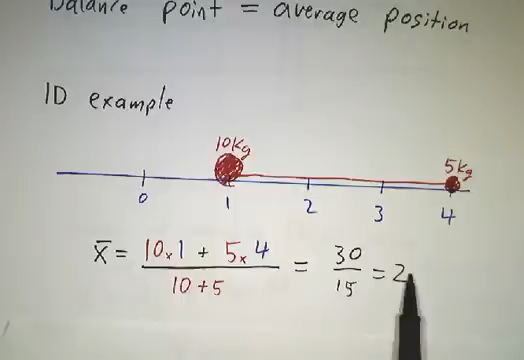 balance point = average position
1D example
10kg 5kg
0 1 2 3 4
x̄ = 10×1 + 5×4 / 10+5 = 30/15 = 2